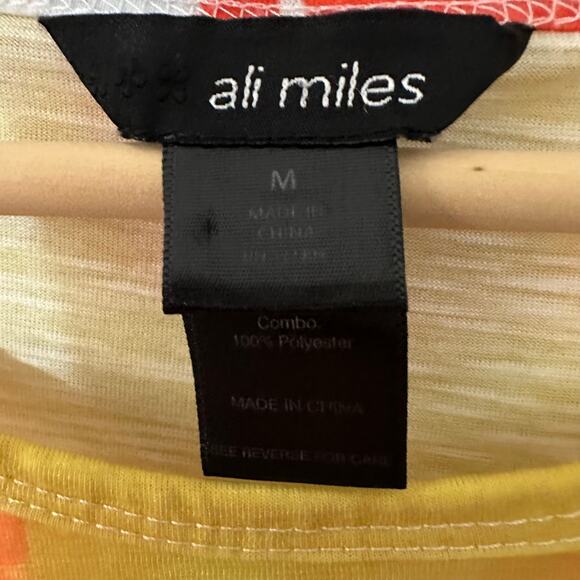 ali miles
M
MADE IN
CHINA
Combo:
100% Polyester
MADE IN CHINA
SEE REVERSE FOR CARE